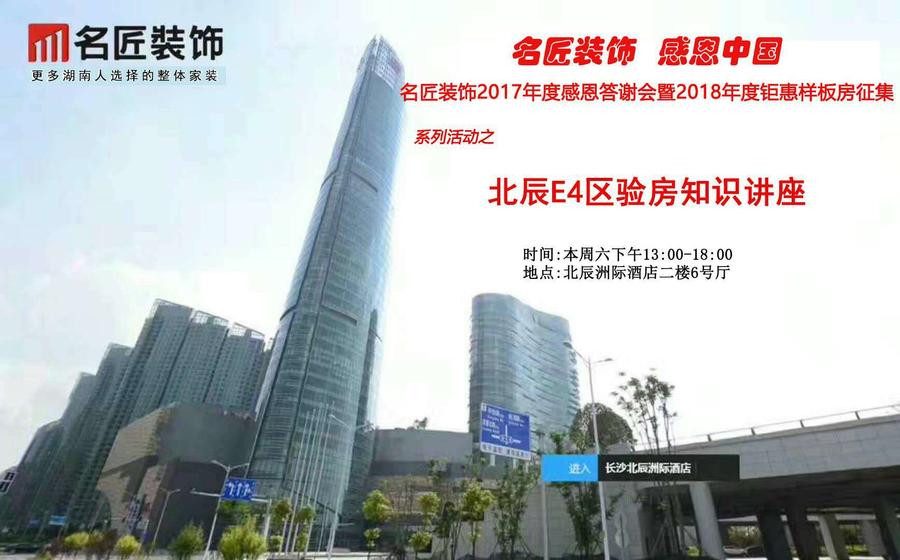 名匠装饰
更多湖南人选择的整体家装
名匠装饰 感恩中国
名匠装饰2017年度感恩答谢会暨2018年度钜惠样板房征集
系列活动之
北辰E4区验房知识讲座
时间:本周六下午13:00-18:00
地点:北辰洲际酒店二楼6号厅
进入 长沙北辰洲际酒店